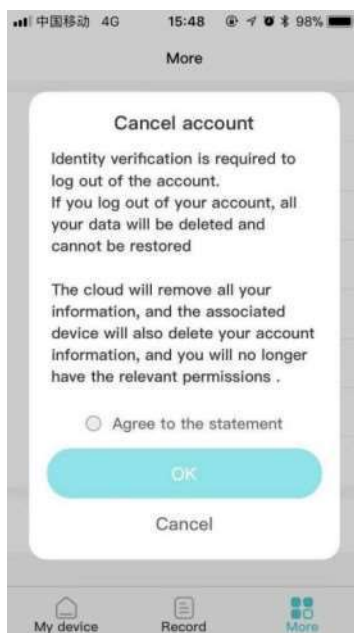 中国移动 4G 15:48 98%
More
Cancel account
Identity verification is required to
log out of the account.
If you log out of your account, all
your data will be deleted and
cannot be restored
The cloud will remove all your
information, and the associated
device will also delete your account
information, and you will no longer
have the relevant permissions .
Agree to the statement
OK
Cancel
My device Record More